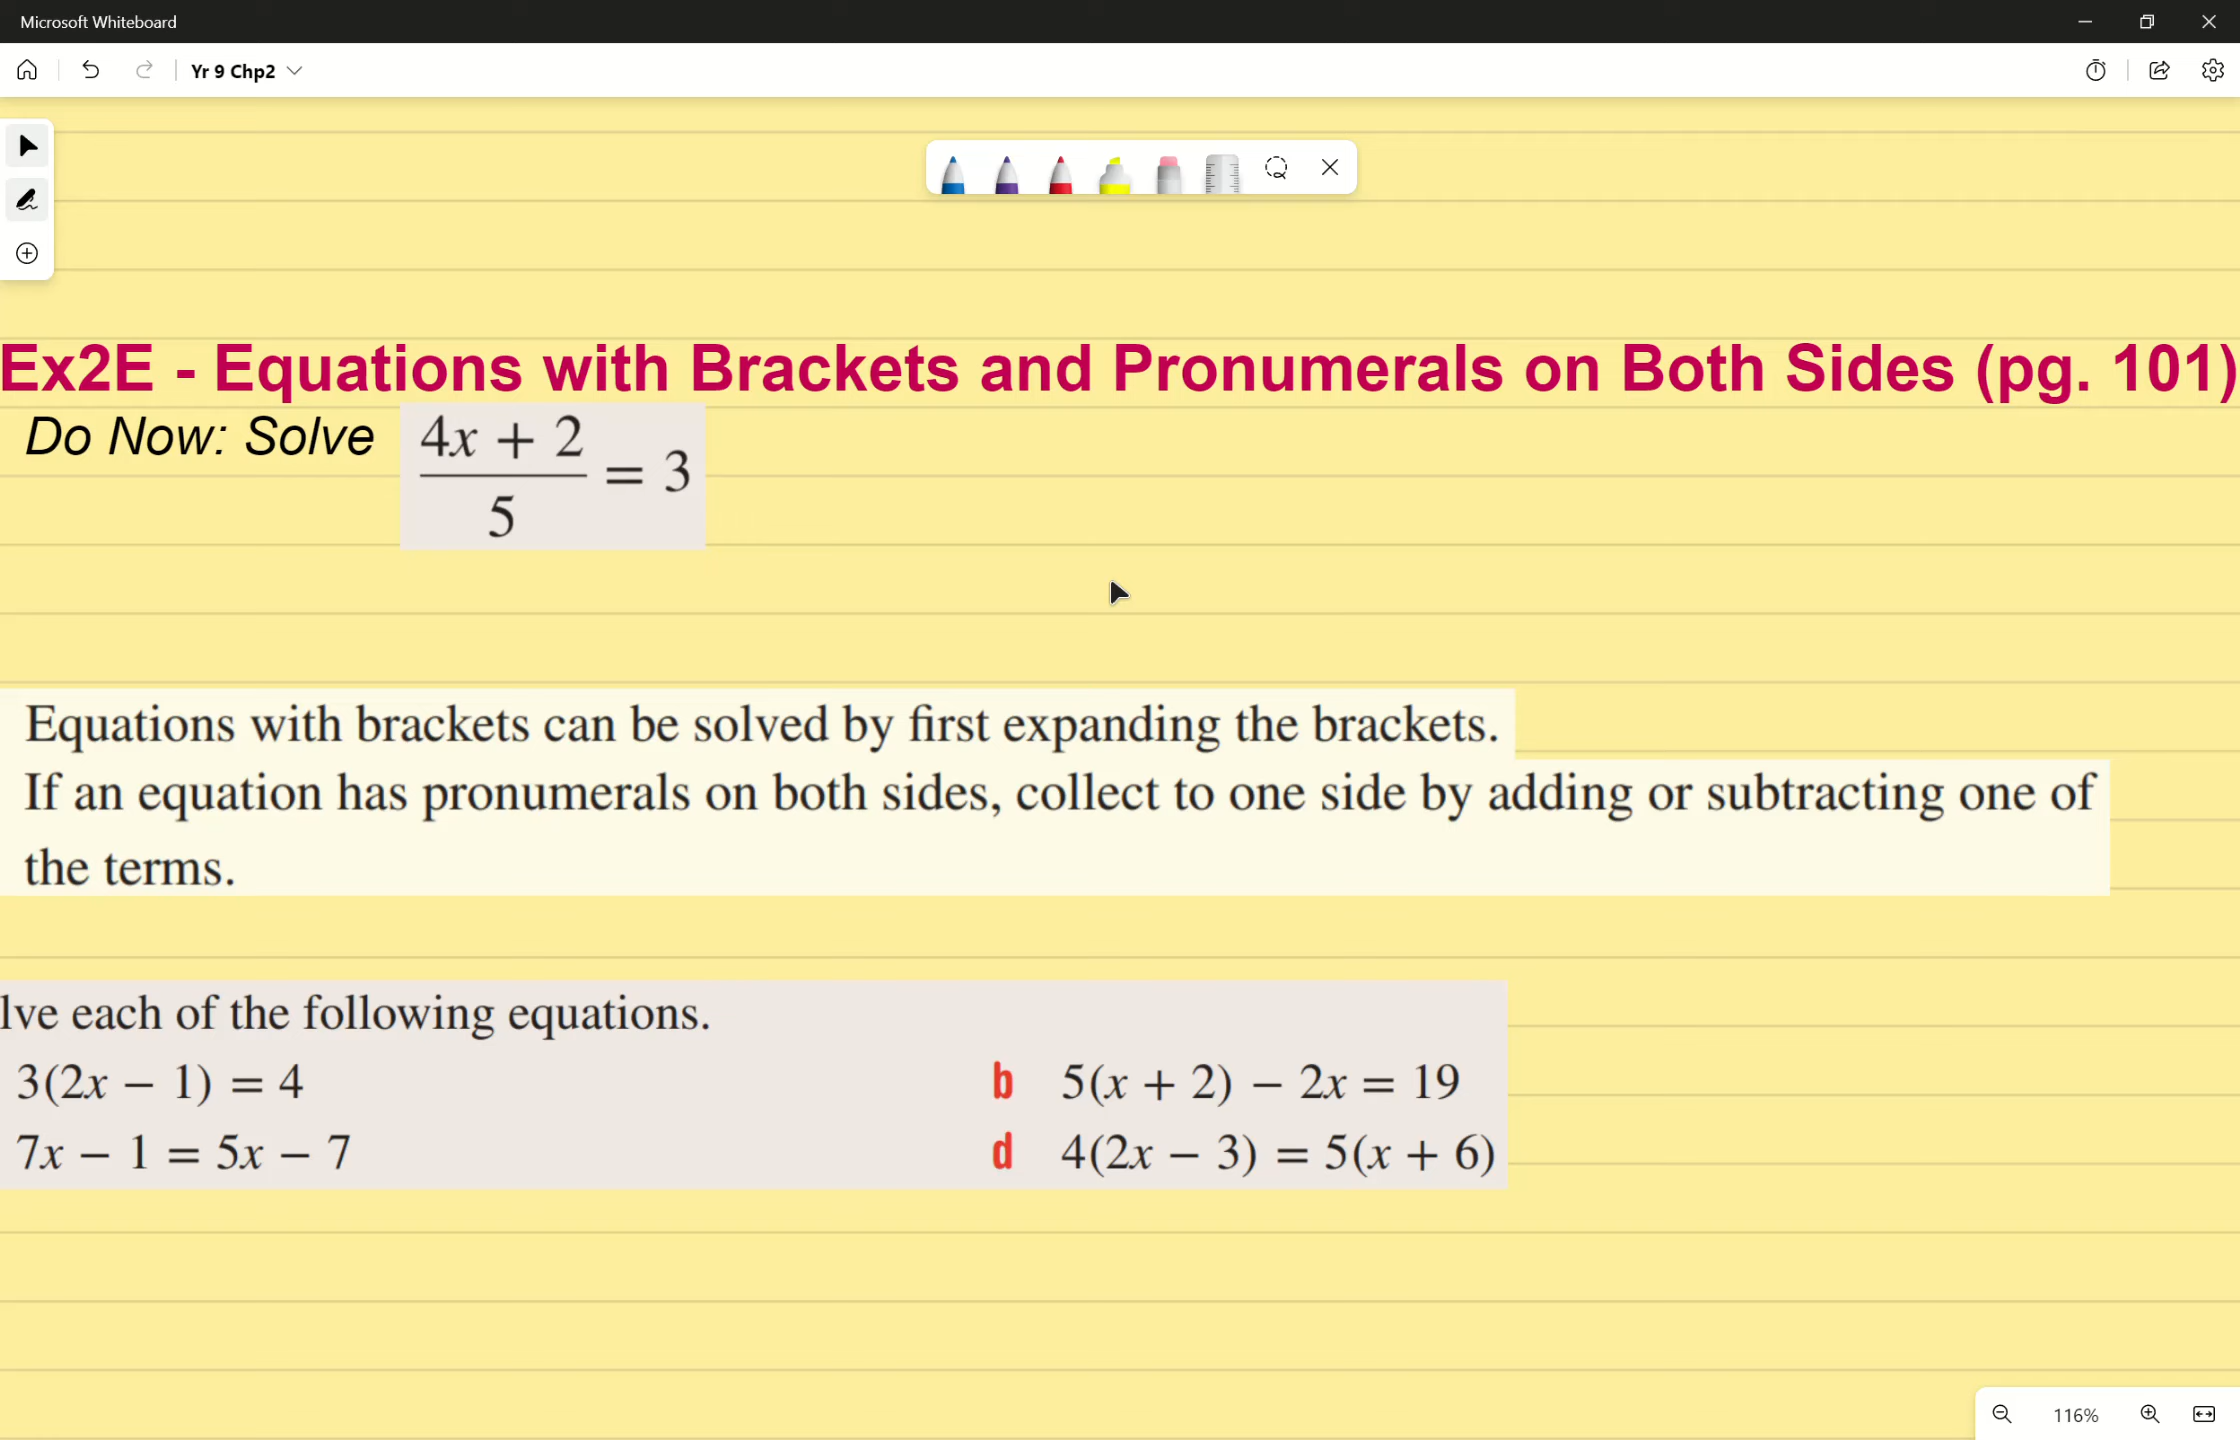 Microsoft Whiteboard
Yr 9 Chp2
Ex2E - Equations with Brackets and Pronumerals on Both Sides (pg. 101)
Do Now: Solve
4x + 2
5
= 3
Equations with brackets can be solved by first expanding the brackets.
If an equation has pronumerals on both sides, collect to one side by adding or subtracting one of
the terms.
lve each of the following equations.
3(2x − 1) = 4
b 5(x + 2) − 2x = 19
7x − 1 = 5x − 7
d 4(2x − 3) = 5(x + 6)
116%